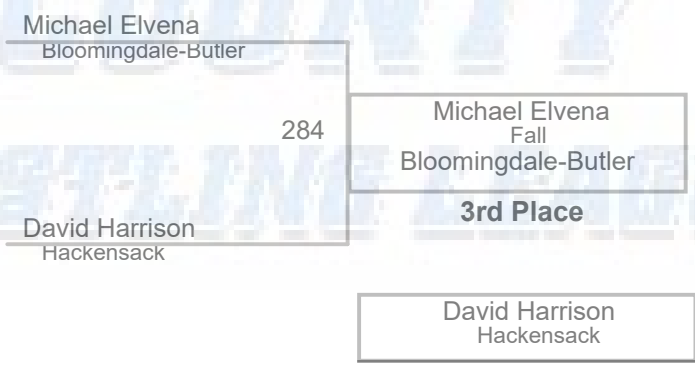 Michael Elvena
Bloomingdale-Butler
284
Michael Elvena
Fall
Bloomingdale-Butler
3rd Place
David Harrison
Hackensack
David Harrison
Hackensack